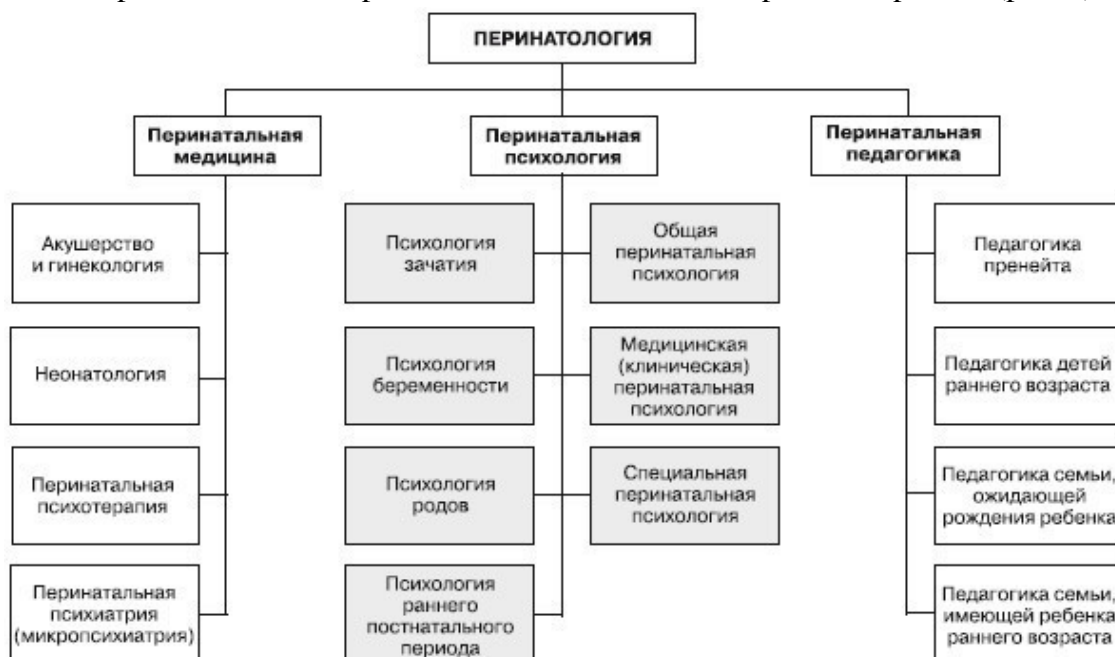 ПЕРИНАТОЛОГИЯ
Перинатальная
медицина
Перинатальная
психология
Перинатальная
педагогика
Акушерство
и гинекология
Психология
зачатия
Общая
перинатальная
психология
Педагогика
пренейта
Неонатология
Психология
беременности
Медицинская
(клиническая)
перинатальная
психология
Педагогика детей
раннего возраста
Перинатальная
психотерапия
Психология
родов
Специальная
перинатальная
психология
Педагогика семьи,
ожидающей
рождения ребенка
Перинатальная
психиатрия
(микропсихиатрия)
Психология
раннего
постнатального
периода
Педагогика семьи,
имеющей ребенка
раннего возраста